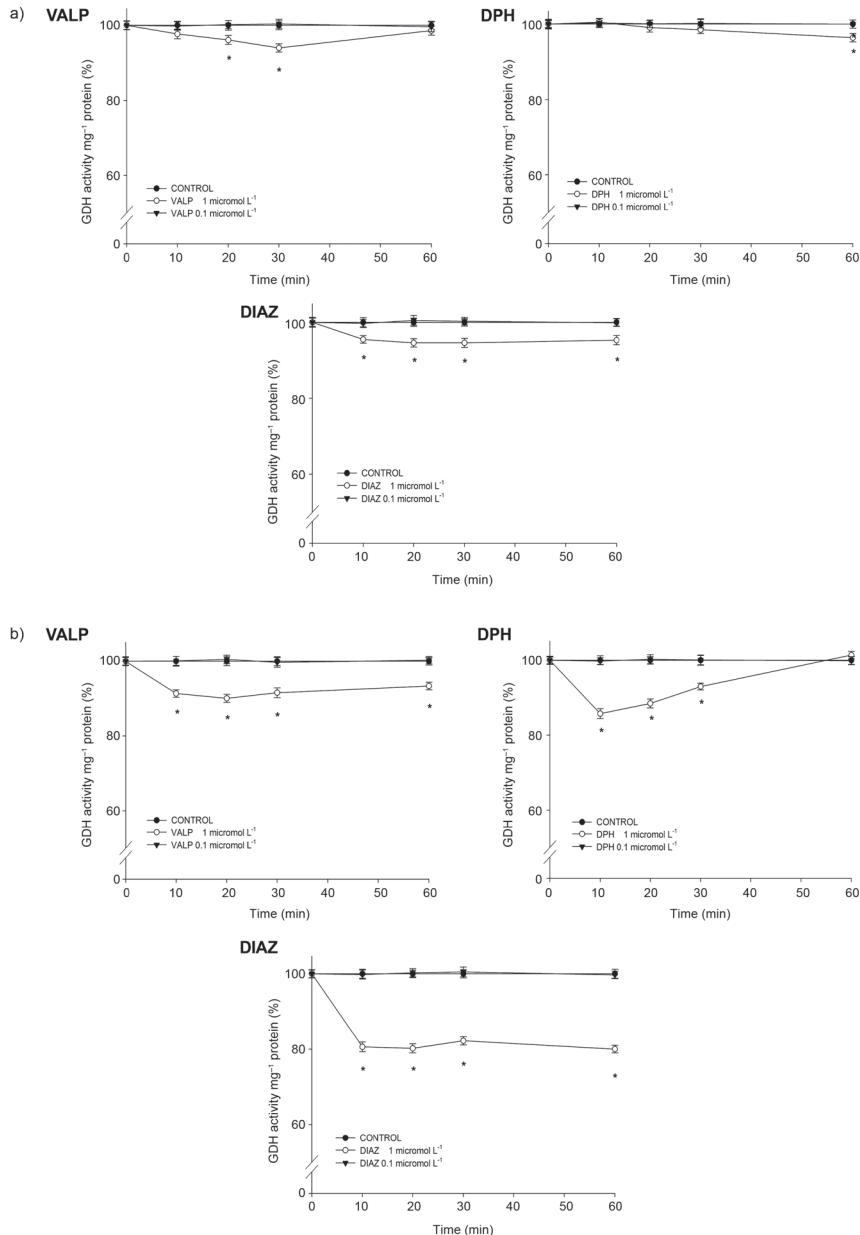 a)
VALP
100
80
60
0
GDH activity mg⁻¹ protein (%)
*
*
CONTROL
VALP 1 micromol L⁻¹
VALP 0.1 micromol L⁻¹
0 10 20 30 40 50 60
Time (min)
DPH
100
80
60
0
GDH activity mg⁻¹ protein (%)
*
CONTROL
DPH 1 micromol L⁻¹
DPH 0.1 micromol L⁻¹
0 10 20 30 40 50 60
Time (min)
DIAZ
100
80
60
0
GDH activity mg⁻¹ protein (%)
* * * *
CONTROL
DIAZ 1 micromol L⁻¹
DIAZ 0.1 micromol L⁻¹
0 10 20 30 40 50 60
Time (min)
b)
VALP
100
80
60
0
GDH activity mg⁻¹ protein (%)
* * * *
CONTROL
VALP 1 micromol L⁻¹
VALP 0.1 micromol L⁻¹
0 10 20 30 40 50 60
Time (min)
DPH
100
80
60
0
GDH activity mg⁻¹ protein (%)
* * *
CONTROL
DPH 1 micromol L⁻¹
DPH 0.1 micromol L⁻¹
0 10 20 30 40 50 60
Time (min)
DIAZ
100
80
60
0
GDH activity mg⁻¹ protein (%)
* * * *
CONTROL
DIAZ 1 micromol L⁻¹
DIAZ 0.1 micromol L⁻¹
0 10 20 30 40 50 60
Time (min)